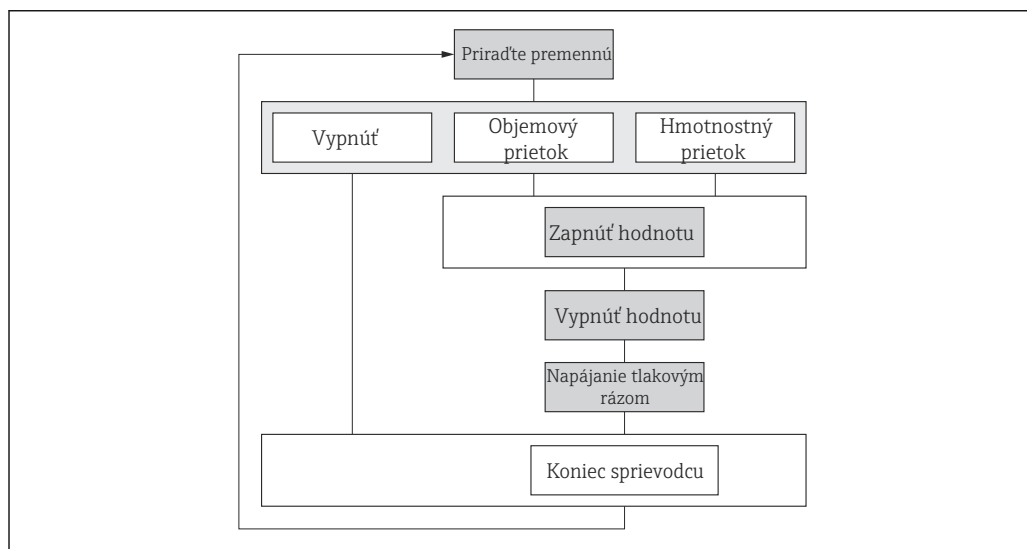 Priraďte premennú
Vypnúť
Objemový
prietok
Hmotnostný
prietok
Zapnúť hodnotu
Vypnúť hodnotu
Napájanie tlakovým
rázom
Koniec sprievodcu